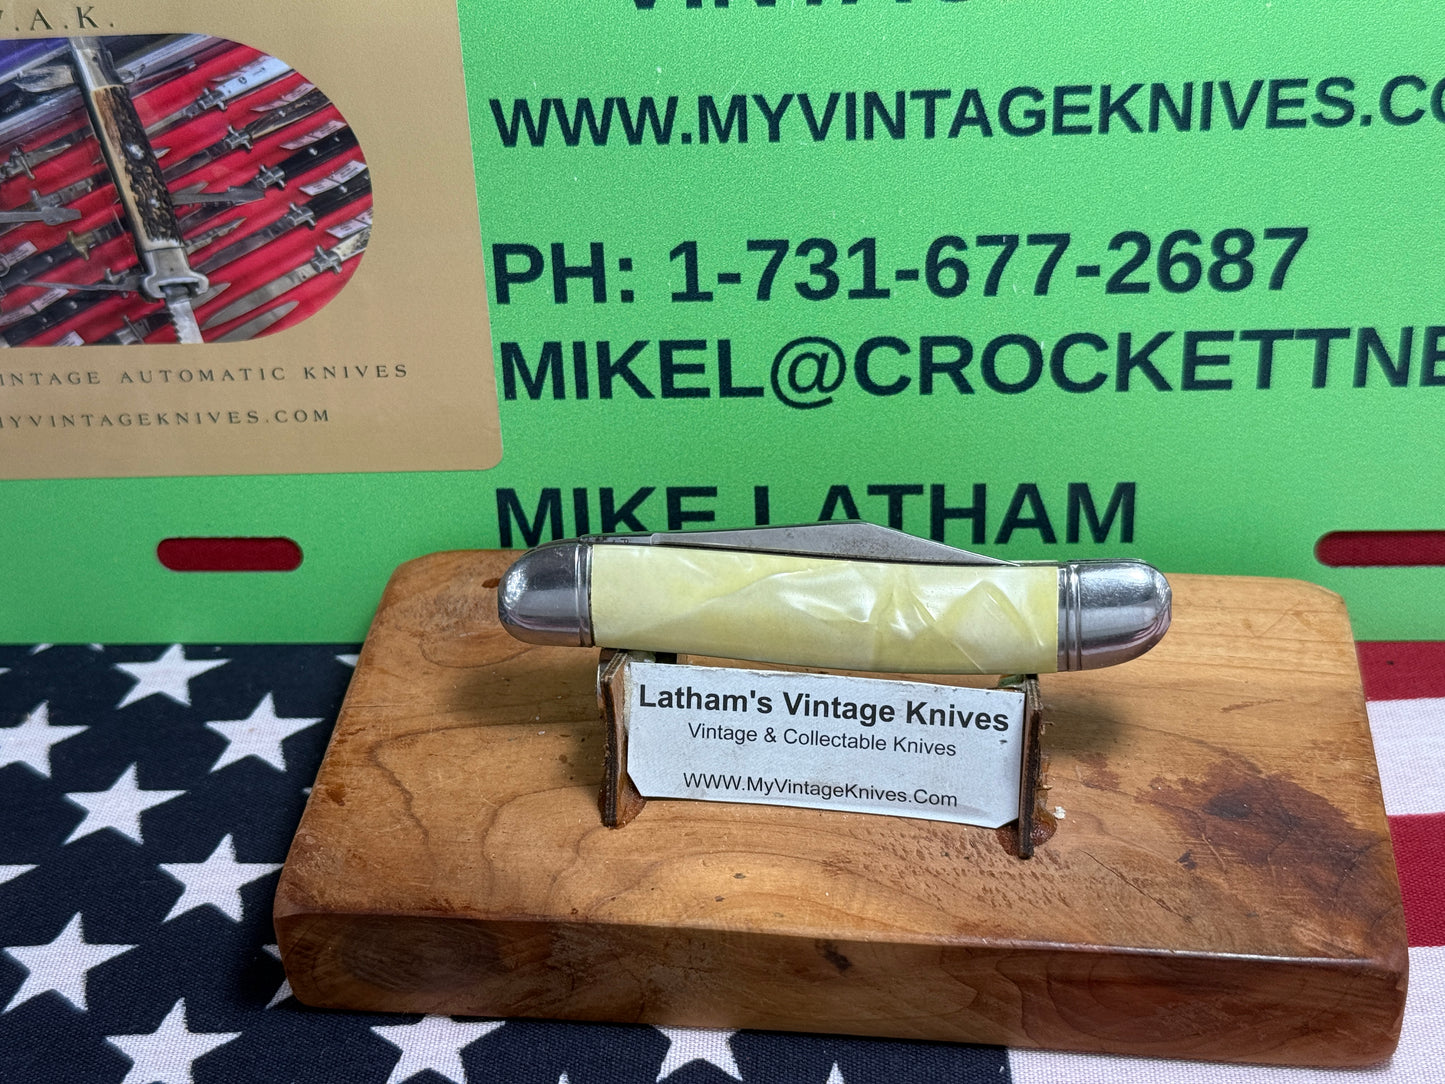 .A.K.
VINTAGE AUTOMATIC KNIVES
MYVINTAGEKNIVES.COM
WWW.MYVINTAGEKNIVES.CO
PH: 1-731-677-2687
MIKEL@CROCKETTNE
MIKE LATHAM
Latham's Vintage Knives
Vintage & Collectable Knives
WWW.MyVintageKnives.Com